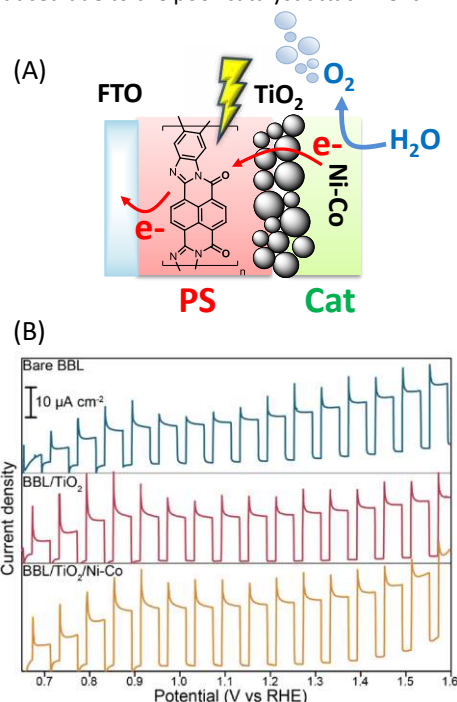 (A)
O2
FTO
TiO2
H2O
e-
Ni-Co
N
N
O
e-
N
N
O
n
PS
Cat
(B)
Bare BBL
10 µA cm-2
BBL/TiO2
BBL/TiO2/Ni-Co
Current density
0.7 0.8 0.9 1.0 1.1 1.2 1.3 1.4 1.5 1.6
Potential (V vs RHE)